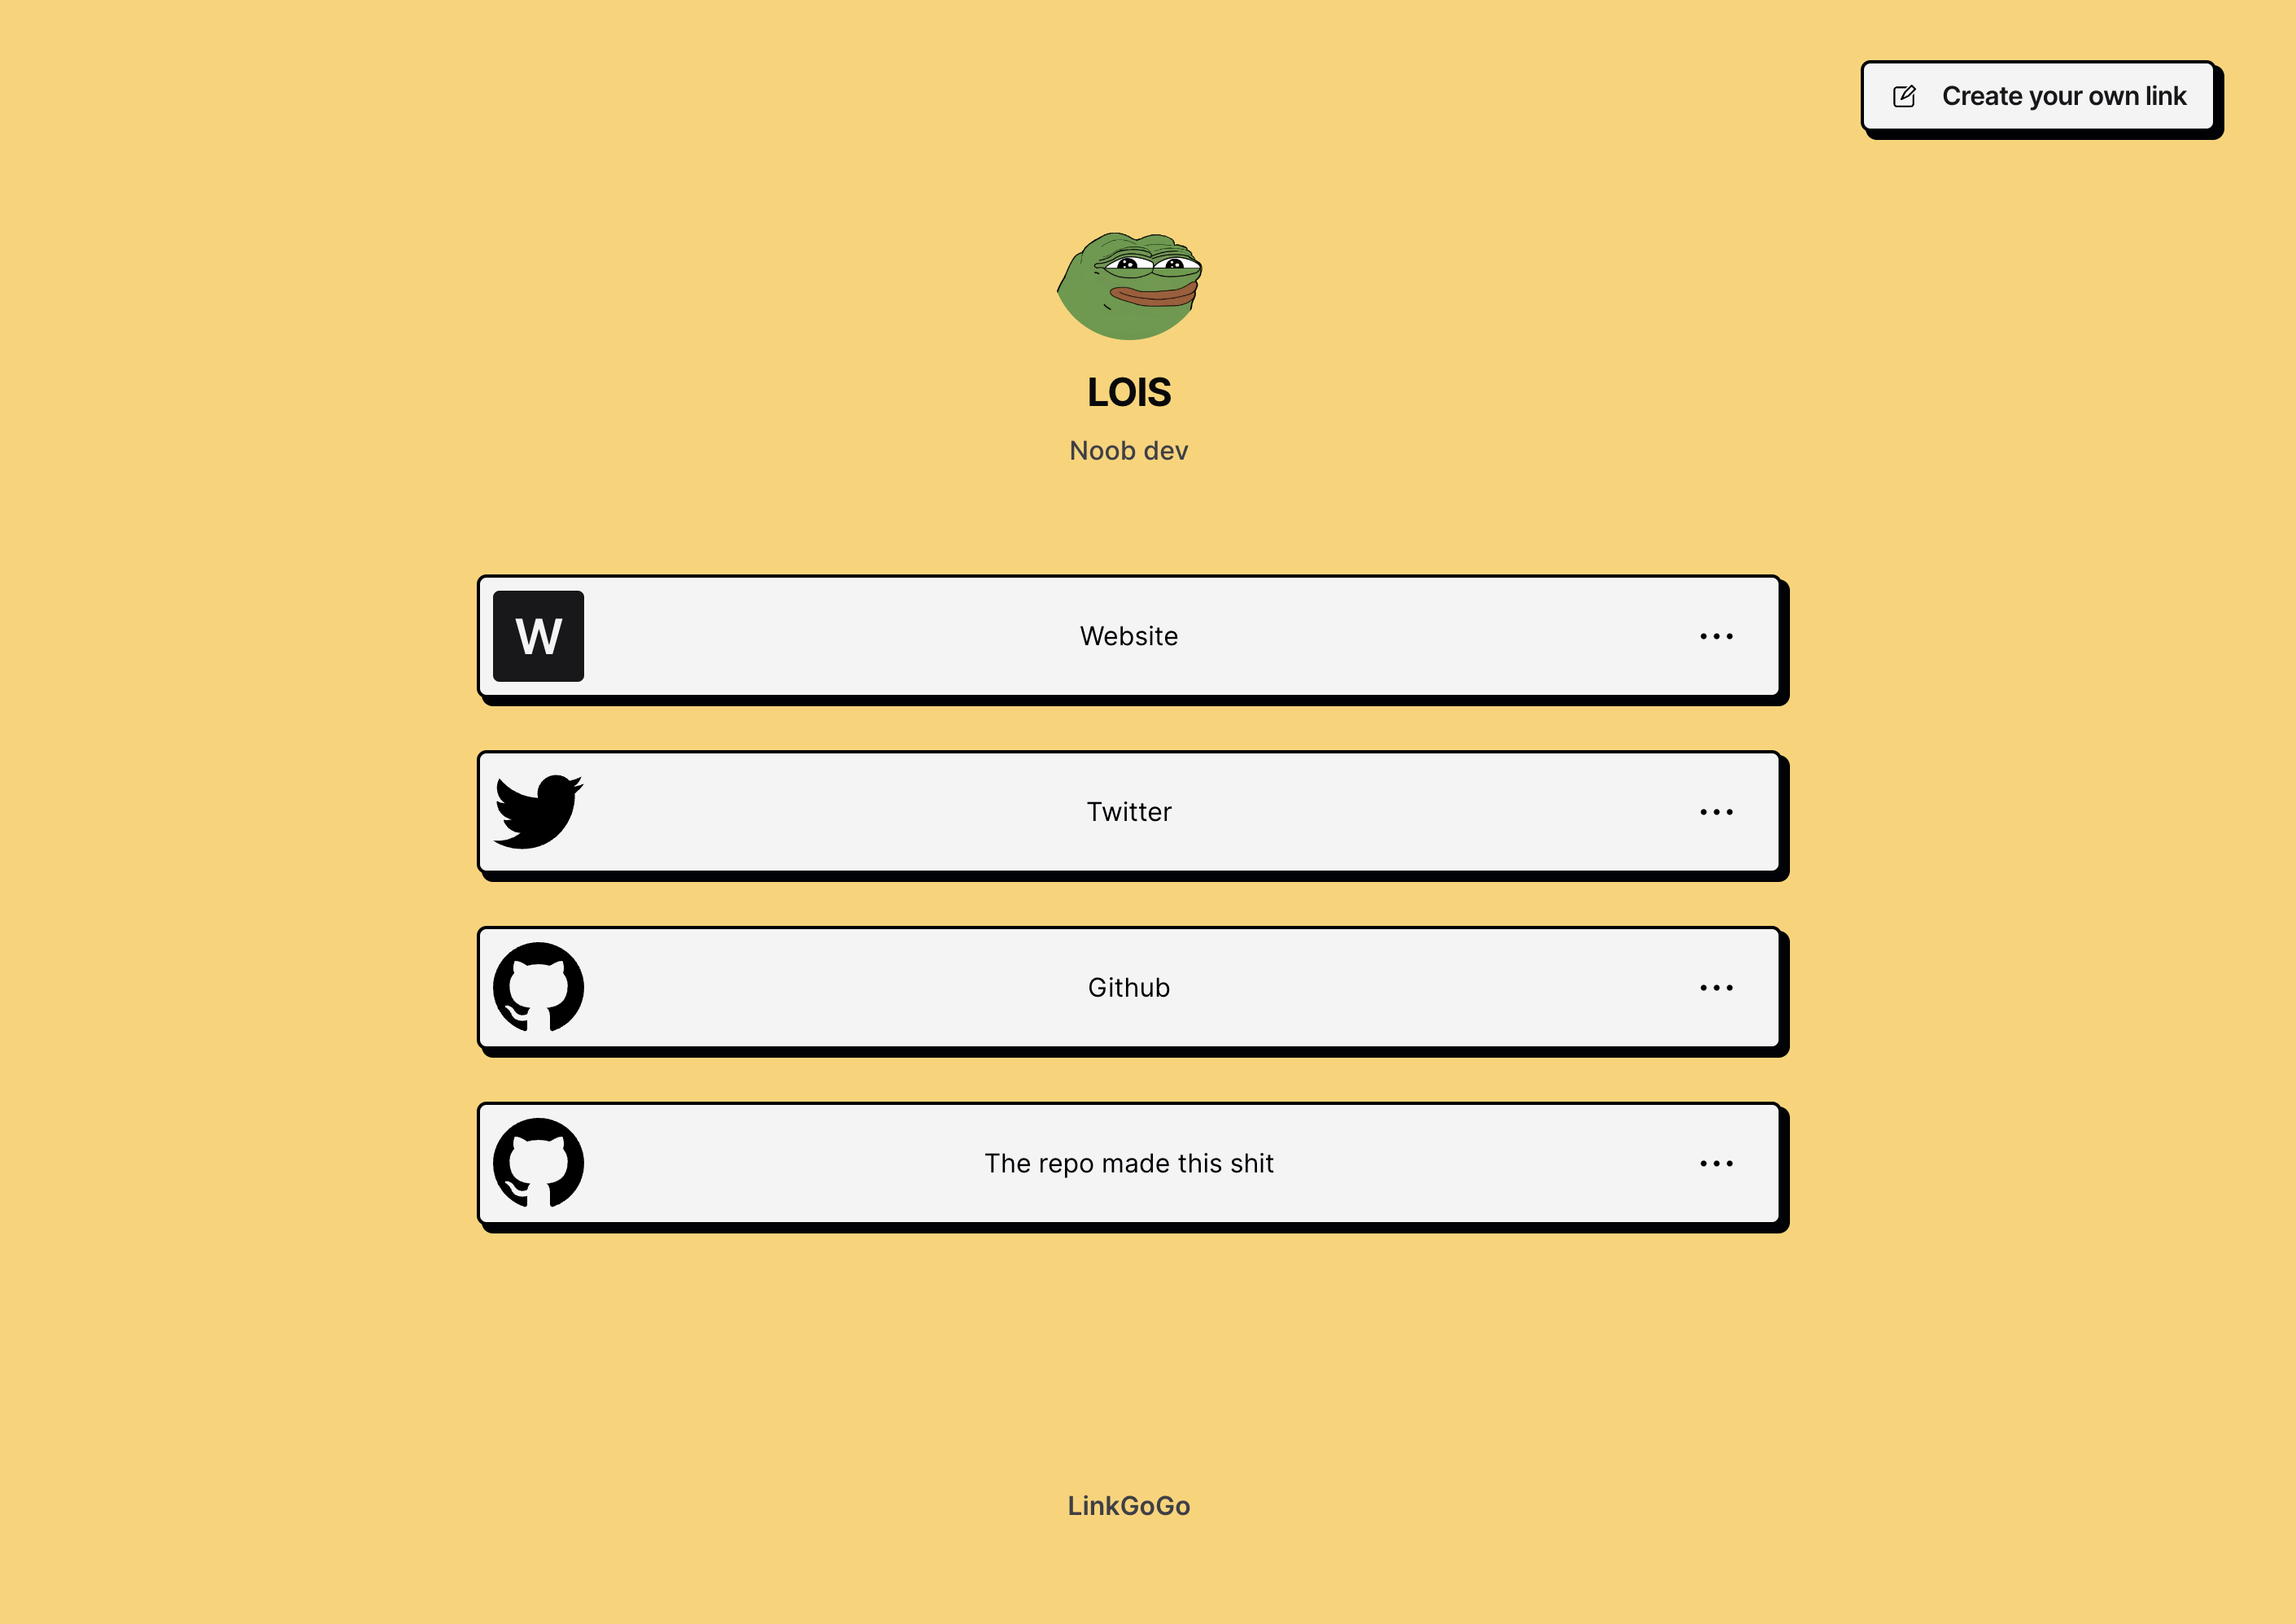 Create your own link
LOIS
Noob dev
W
Website
Twitter
Github
The repo made this shit
LinkGoGo